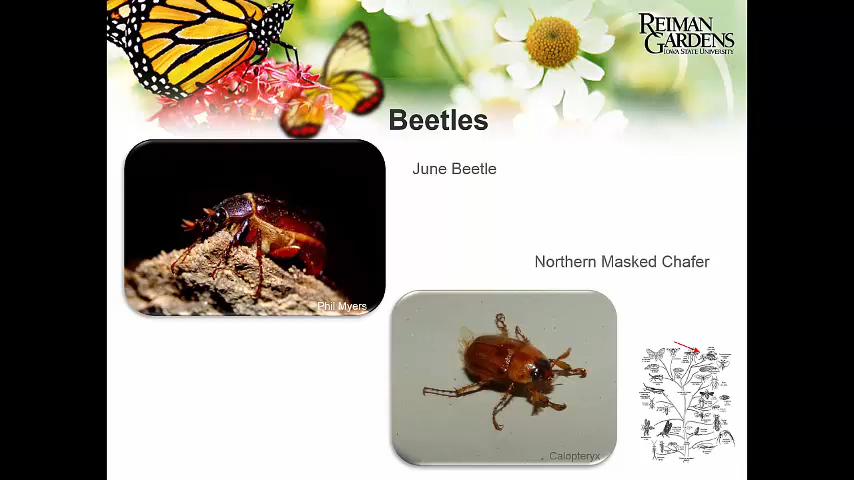 REIMAN
GARDENS
IOWA STATE UNIVERSITY
Beetles
June Beetle
Phil Myers
Northern Masked Chafer
Calopteryx